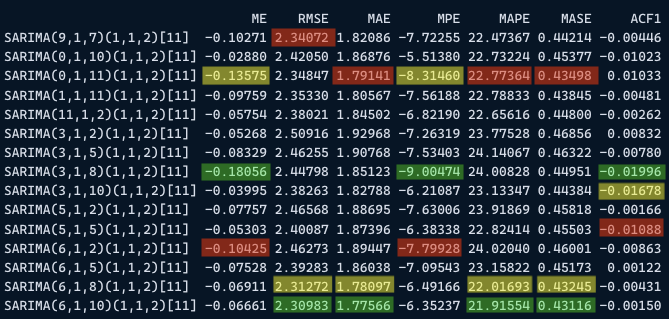 ME RMSE MAE MPE MAPE MASE ACF1
SARIMA(9,1,7)(1,1,2)[11] -0.10271 2.34072 1.82086 -7.72255 22.47367 0.44214 -0.00446
SARIMA(0,1,10)(1,1,2)[11] -0.02880 2.42050 1.86876 -5.51380 22.73224 0.45377 -0.01023
SARIMA(0,1,11)(1,1,2)[11] -0.13575 2.34847 1.79141 -8.31460 22.77364 0.43498 0.01033
SARIMA(1,1,11)(1,1,2)[11] -0.09759 2.35330 1.80567 -7.56188 22.78833 0.43845 -0.00481
SARIMA(11,1,2)(1,1,2)[11] -0.05754 2.38021 1.84502 -6.82190 22.65616 0.44800 -0.00262
SARIMA(3,1,2)(1,1,2)[11] -0.05268 2.50916 1.92968 -7.26319 23.77528 0.46856 0.00832
SARIMA(3,1,5)(1,1,2)[11] -0.08329 2.46255 1.90768 -7.53403 24.14067 0.46322 -0.00780
SARIMA(3,1,8)(1,1,2)[11] -0.18056 2.44798 1.85123 -9.00474 24.00828 0.44951 -0.01996
SARIMA(3,1,10)(1,1,2)[11] -0.03995 2.38263 1.82788 -6.21087 23.13347 0.44384 -0.01678
SARIMA(5,1,2)(1,1,2)[11] -0.07757 2.46568 1.88695 -7.63006 23.91869 0.45818 0.00166
SARIMA(5,1,5)(1,1,2)[11] -0.05303 2.40087 1.87396 -6.38338 22.82414 0.45503 -0.01088
SARIMA(6,1,2)(1,1,2)[11] -0.10425 2.46273 1.89447 -7.79928 24.02040 0.46001 -0.00863
SARIMA(6,1,5)(1,1,2)[11] -0.07528 2.39283 1.86038 -7.09543 23.15822 0.45173 0.00122
SARIMA(6,1,8)(1,1,2)[11] -0.06911 2.31272 1.78097 -6.49166 22.01693 0.43245 -0.00431
SARIMA(6,1,10)(1,1,2)[11] -0.06661 2.30983 1.77566 -6.35237 21.91554 0.43116 -0.00150